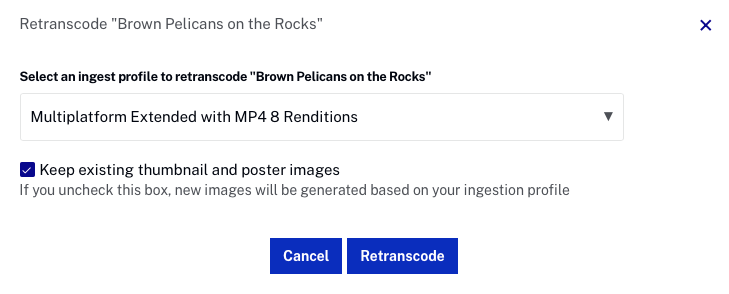 Retranscode "Brown Pelicans on the Rocks"
Select an ingest profile to retranscode "Brown Pelicans on the Rocks"
Multiplatform Extended with MP4 8 Renditions
Keep existing thumbnail and poster images
If you uncheck this box, new images will be generated based on your ingestion profile
Cancel Retranscode